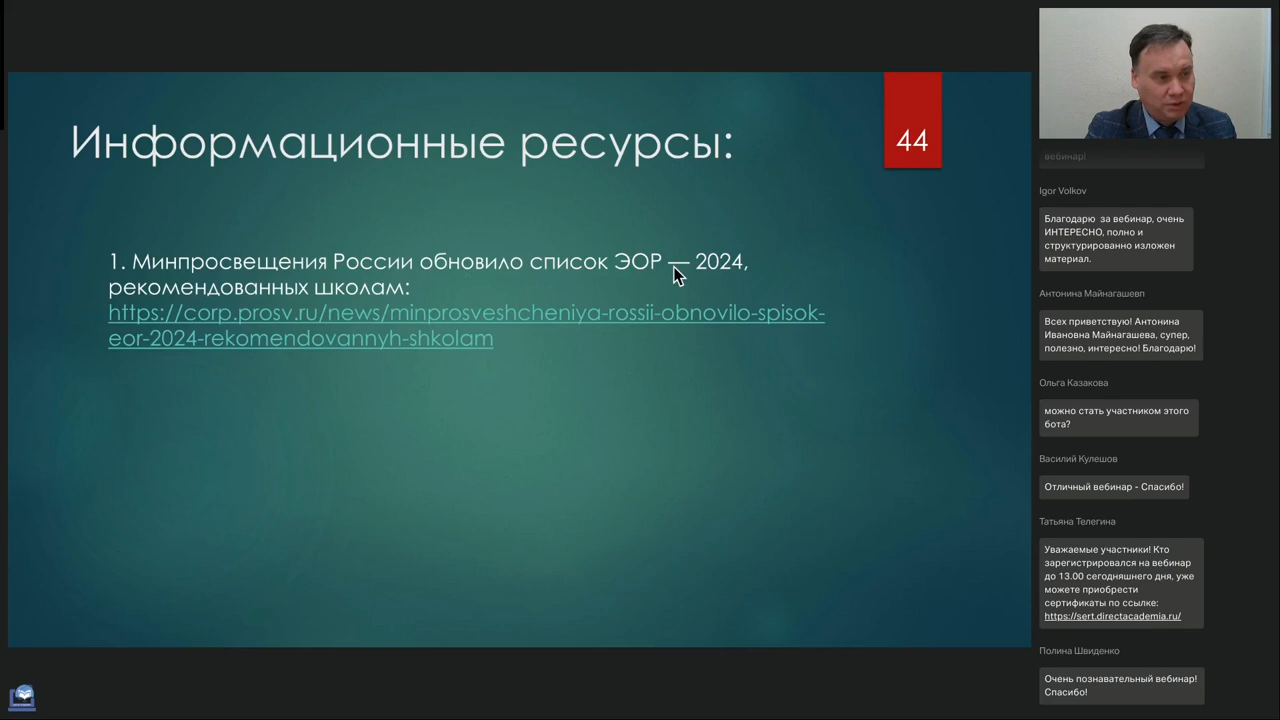 Информационные ресурсы:
44
1. Минпросвещения России обновило список ЭОР — 2024,
рекомендованных школам:
https://corp.prosv.ru/news/minprosveshcheniya-rossii-obnovilo-spisok-
eor-2024-rekomendovannyh-shkolam
вебинар!
Igor Volkov
Благодарю за вебинар, очень
ИНТЕРЕСНО, полно и
структурированно изложен
материал.
Антонина Майнагашевп
Всех приветствую! Антонина
Ивановна Майнагашева, супер,
полезно, интересно! Благодарю!
Ольга Казакова
можно стать участником этого
бота?
Василий Кулешов
Отличный вебинар - Спасибо!
Татьяна Телегина
Уважаемые участники! Кто
зарегистрировался на вебинар
до 13.00 сегодняшнего дня, уже
можете приобрести
сертификаты по ссылке:
https://sert.directacademia.ru/
Полина Швиденко
Очень познавательный вебинар!
Спасибо!